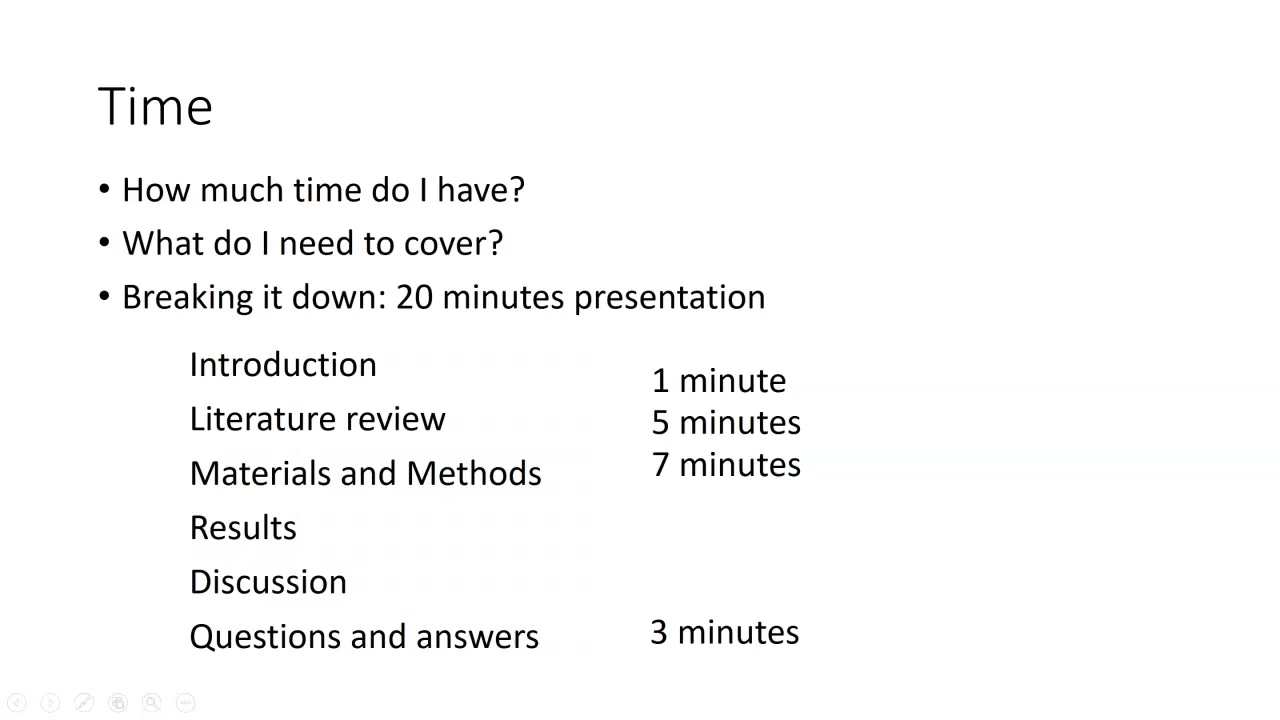 Time
• How much time do I have?
• What do I need to cover?
• Breaking it down: 20 minutes presentation
Introduction
1 minute
Literature review
5 minutes
Materials and Methods
7 minutes
Results
Discussion
Questions and answers
3 minutes